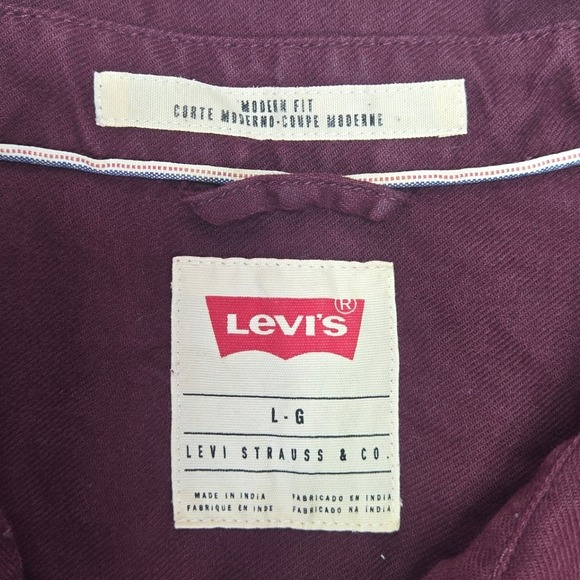 MODERN FIT
CORTE MODERNO-COUPE MODERNE
LEVI'S ®
L - G
LEVI STRAUSS & CO.
MADE IN INDIA FABRICADO EN INDIA
FABRIQUE EN INDE FABRICADO NA INDIA